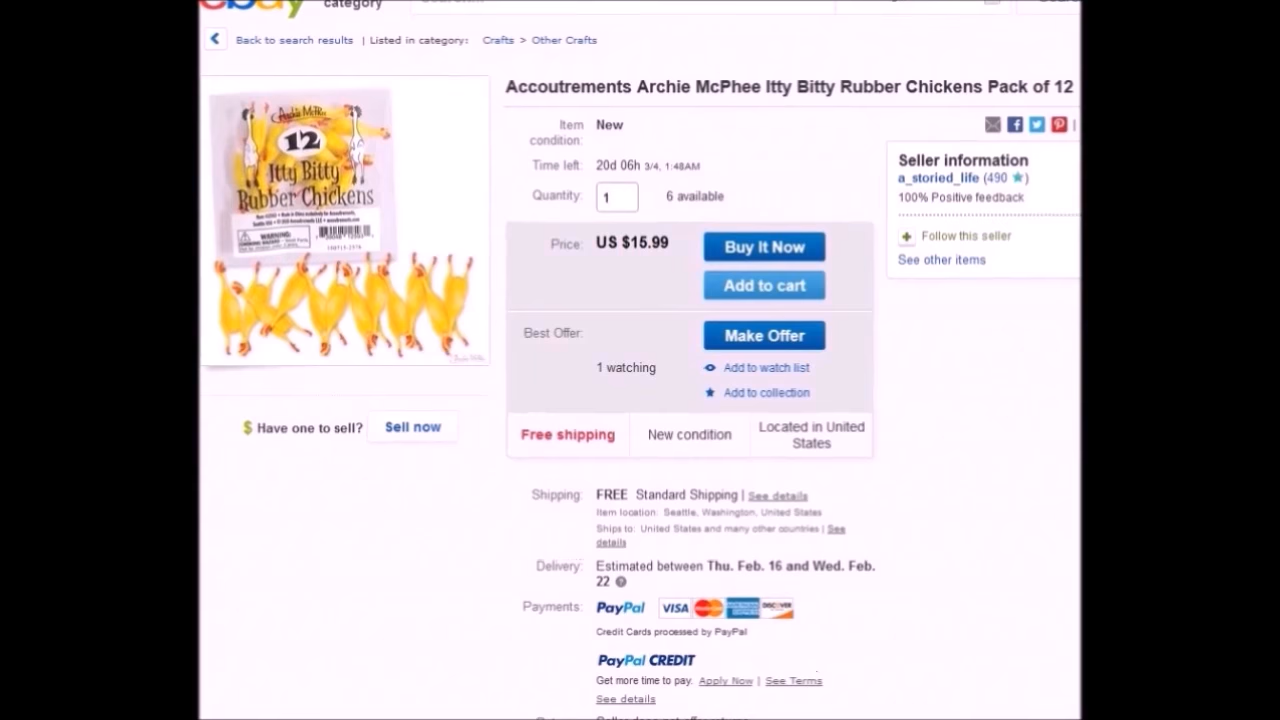 ebay
category
Back to search results | Listed in category: Crafts > Other Crafts
Accoutrements Archie McPhee Itty Bitty Rubber Chickens Pack of 12
Archie McPhee
12
Itty Bitty
Rubber Chickens
WARNING:
Item condition: New
Time left: 20d 06h 3/4, 1:48AM
Quantity: 1 6 available
Price: US $15.99 Buy It Now
Add to cart
Best Offer: Make Offer
1 watching Add to watch list
Add to collection
Free shipping New condition Located in United States
Seller information
a_storied_life (490 ★)
100% Positive feedback
Follow this seller
See other items
$ Have one to sell? Sell now
Shipping: FREE Standard Shipping | See details
Item location: Seattle, Washington, United States
Ships to: United States and many other countries | See
details
Delivery: Estimated between Thu. Feb. 16 and Wed. Feb.
22
Payments: PayPal VISA MasterCard DISCOVER
Credit Cards processed by PayPal
PayPal CREDIT
Get more time to pay. Apply Now | See Terms
See details